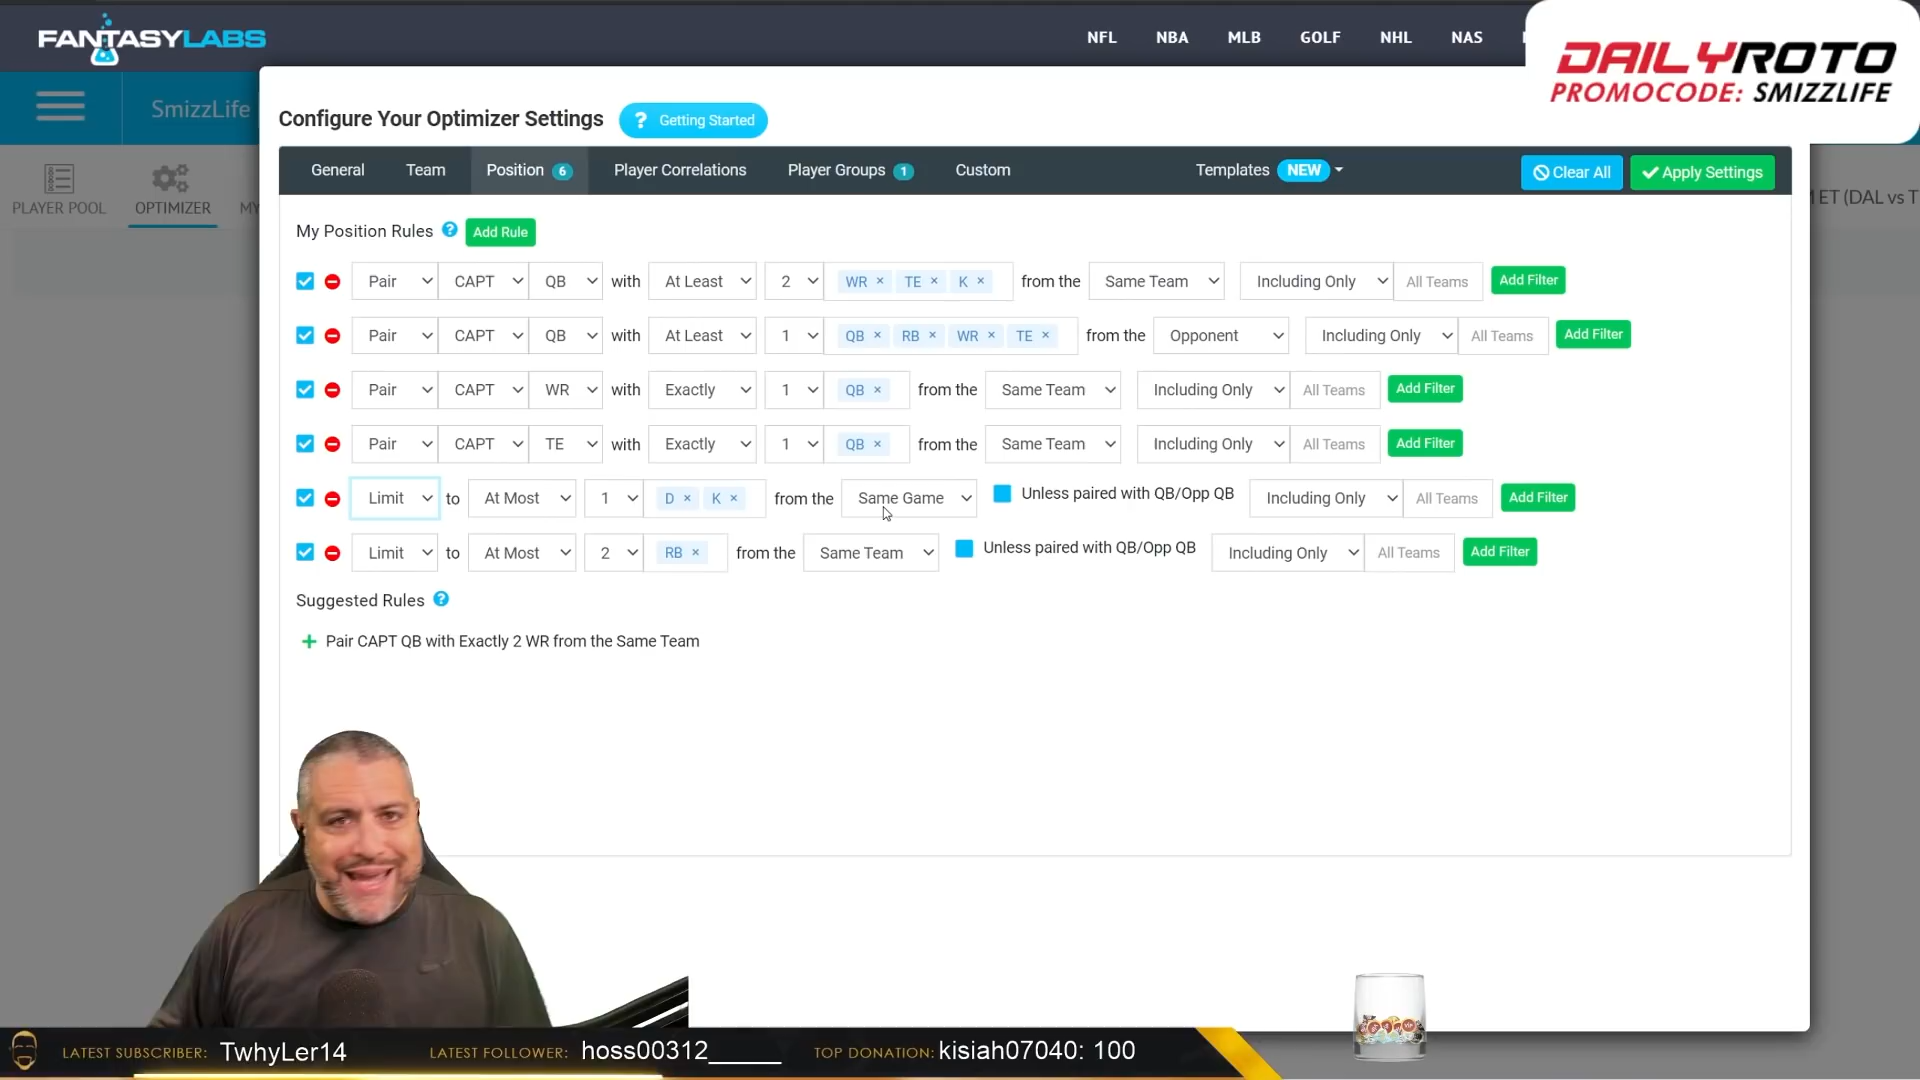 FANTASYLABS
NFL NBA MLB GOLF NHL NAS
DAILYROTO
PROMOCODE: SMIZZLIFE
SmizzLife
Configure Your Optimizer Settings ? Getting Started
PLAYER POOL OPTIMIZER MY
General Team Position 6 Player Correlations Player Groups 1 Custom Templates NEW Clear All Apply Settings
M ET (DAL vs T
My Position Rules ? Add Rule
Pair CAPT QB with At Least 2 WR × TE × K × from the Same Team Including Only All Teams Add Filter
Pair CAPT QB with At Least 1 QB × RB × WR × TE × from the Opponent Including Only All Teams Add Filter
Pair CAPT WR with Exactly 1 QB × from the Same Team Including Only All Teams Add Filter
Pair CAPT TE with Exactly 1 QB × from the Same Team Including Only All Teams Add Filter
Limit to At Most 1 D × K × from the Same Game Unless paired with QB/Opp QB Including Only All Teams Add Filter
Limit to At Most 2 RB × from the Same Team Unless paired with QB/Opp QB Including Only All Teams Add Filter
Suggested Rules ?
+ Pair CAPT QB with Exactly 2 WR from the Same Team
LATEST SUBSCRIBER: TwhyLer14 LATEST FOLLOWER: hoss00312_____ TOP DONATION: kisiah07040: 100